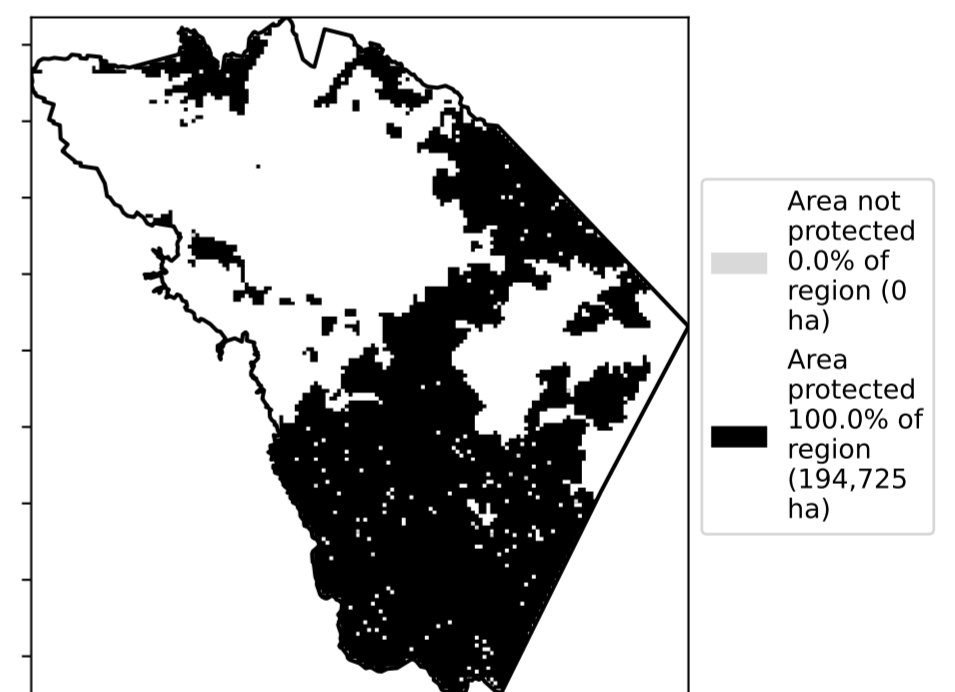 Area not
protected
0.0% of
region (0
ha)
Area
protected
100.0% of
region
(194,725
ha)